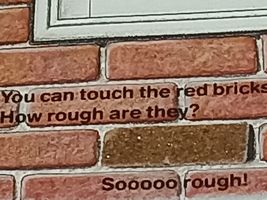 You can touch the red bricks
How rough are they?
Sooooo rough!